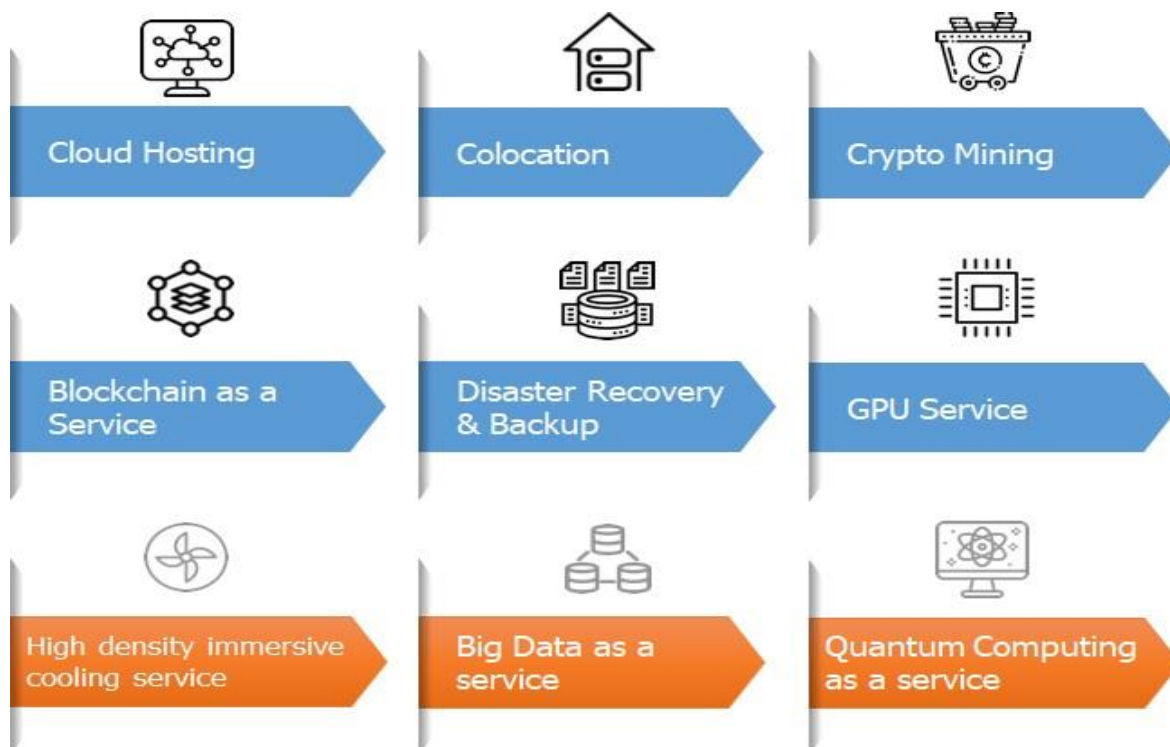 Cloud Hosting
Colocation
Crypto Mining
Blockchain as a
Service
Disaster Recovery
& Backup
GPU Service
High density immersive
cooling service
Big Data as a
service
Quantum Computing
as a service